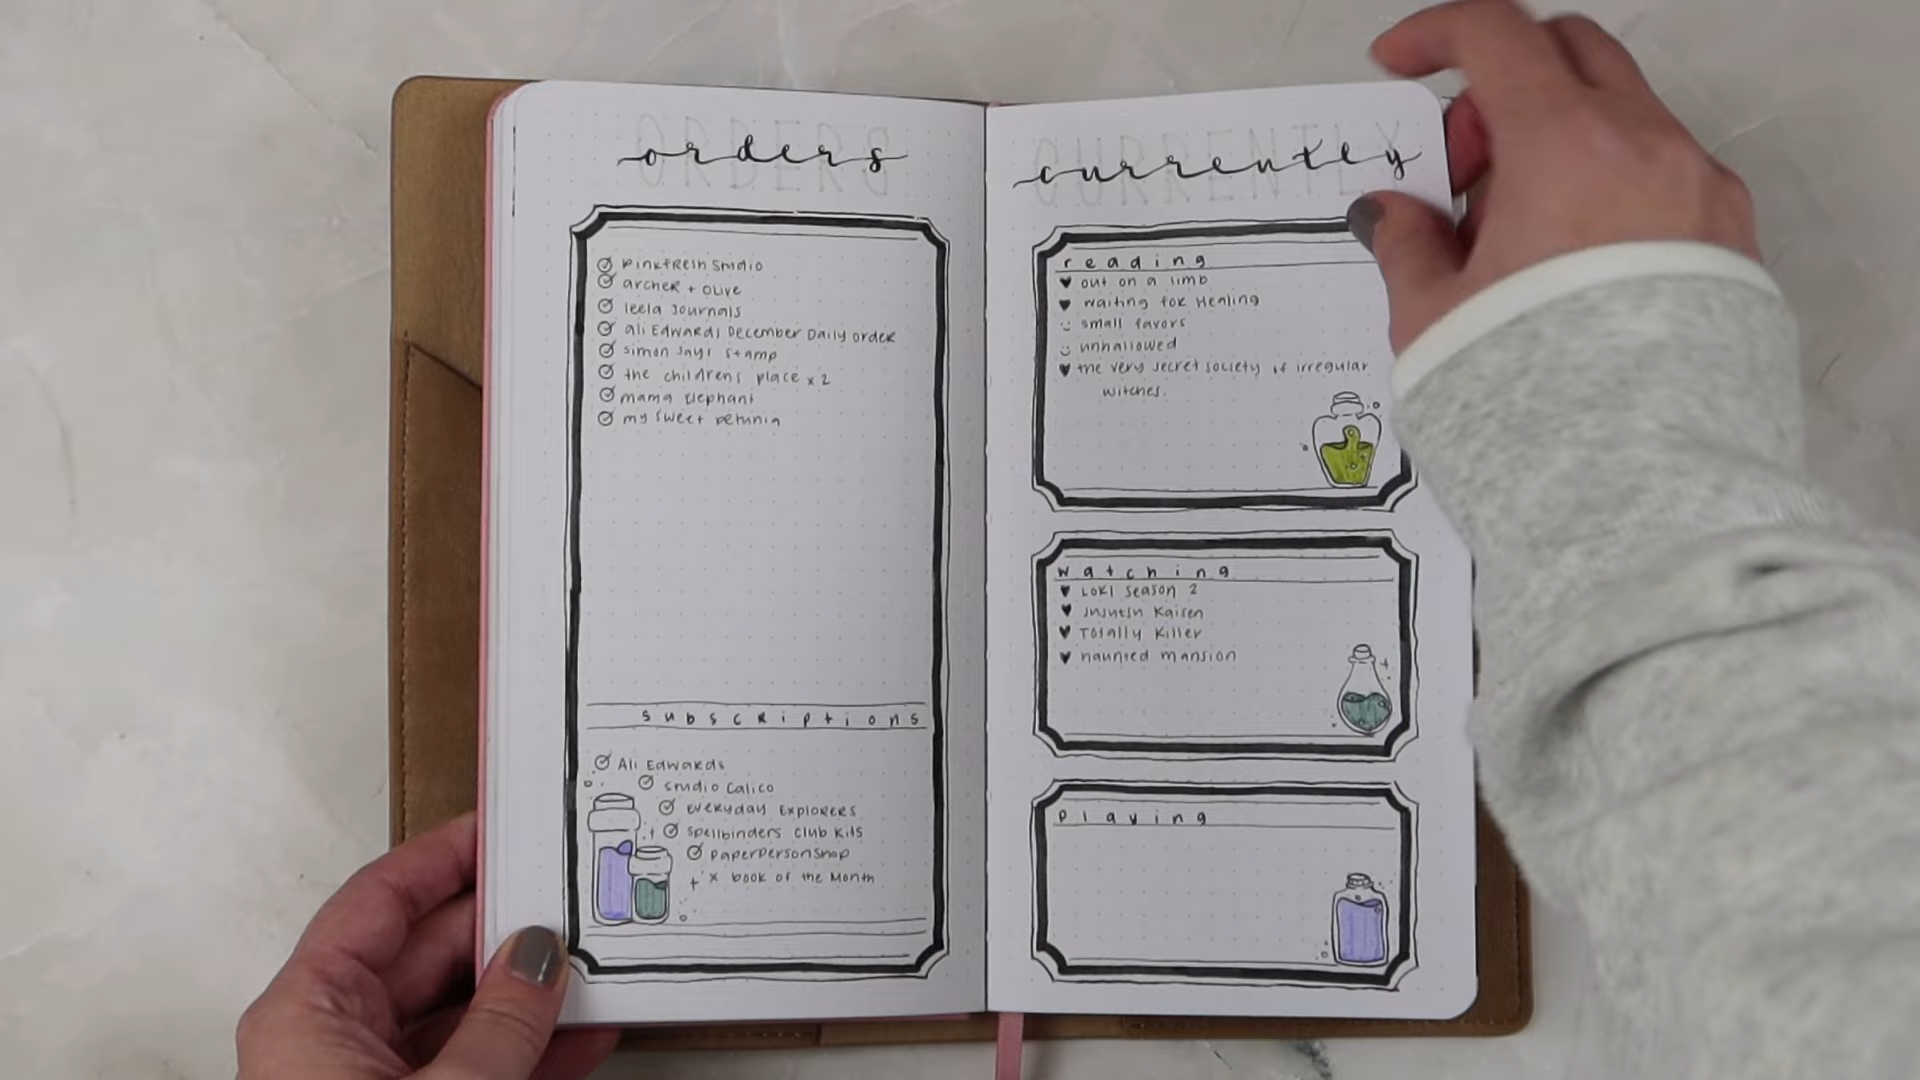 orders
ORDERS
pinkfresh studio
archer + olive
leela journals
ali Edwards December Daily order
simon says stamp
the childrens place x 2
mama elephant
my sweet petunia
subscriptions
Ali Edwards
studio calico
everyday explorers
spellbinders club kits
paperpersonshop
x book of the month
currently
CURRENTLY
reading
out on a limb
waiting for healing
small favors
unhallowed
the very secret society of irregular
witches.
watching
Loki season 2
Jujutsu Kaisen
Totally Killer
haunted mansion
playing